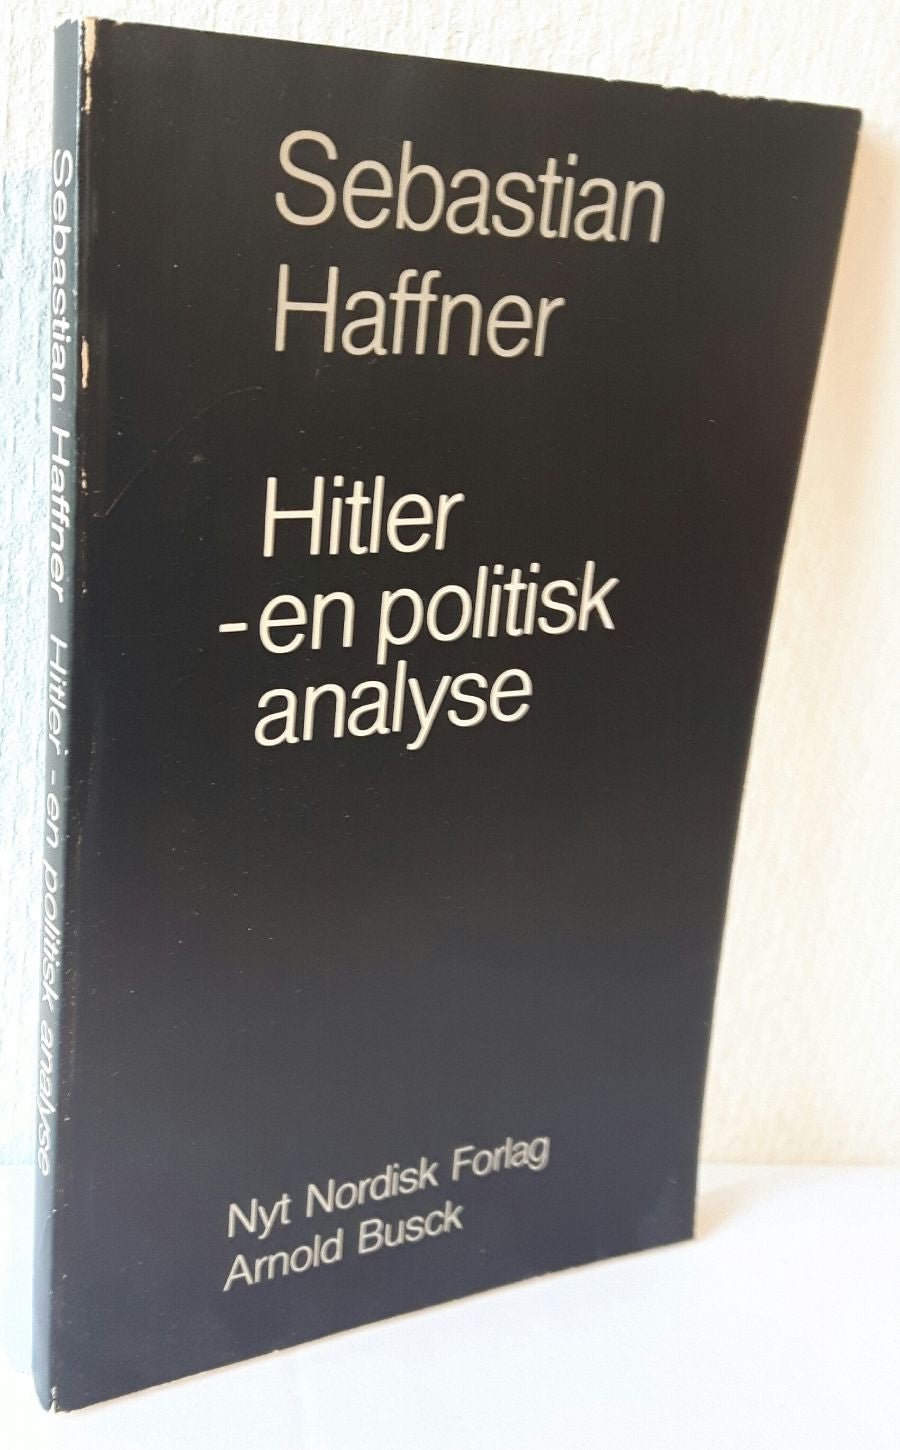 Sebastian
Haffner
Hitler
- en politisk
analyse
Nyt Nordisk Forlag
Arnold Busck
Sebastian Haffner Hitler - en politisk analyse